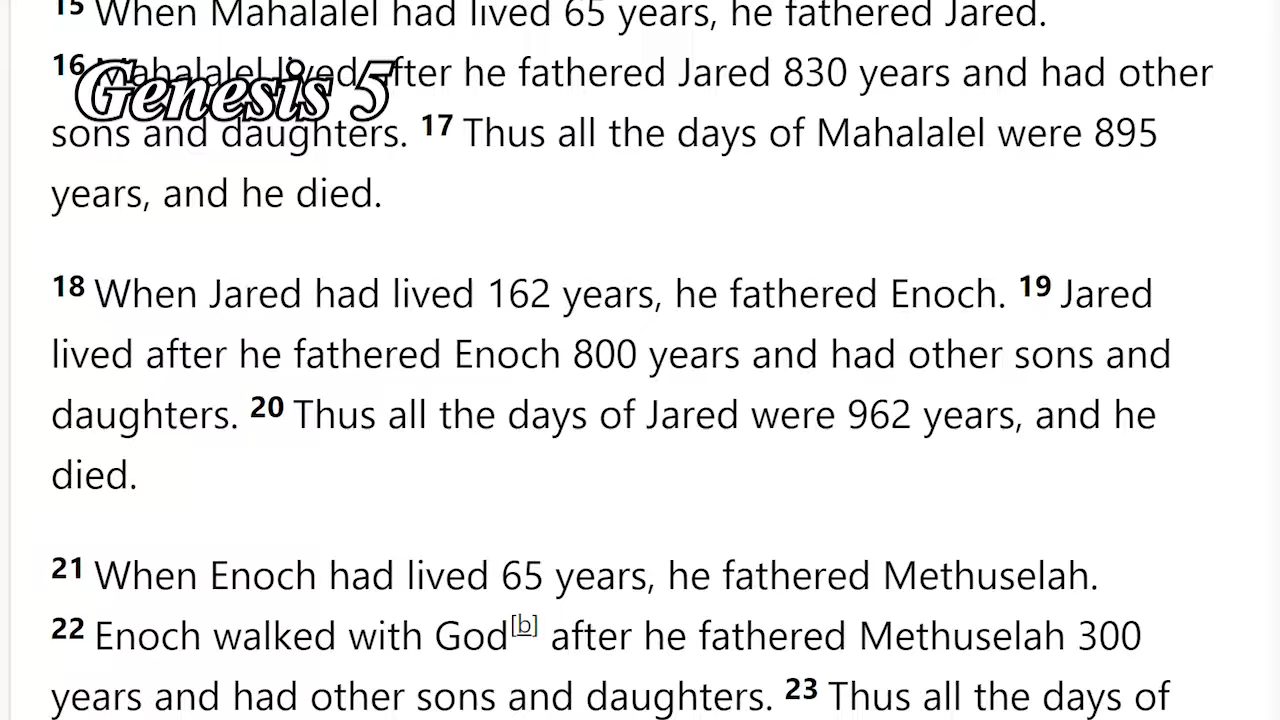 15 When Mahalalel had lived 65 years, he fathered Jared.
16 Mahalalel lived after he fathered Jared 830 years and had other
Genesis 5
sons and daughters. 17 Thus all the days of Mahalalel were 895
years, and he died.
18 When Jared had lived 162 years, he fathered Enoch. 19 Jared
lived after he fathered Enoch 800 years and had other sons and
daughters. 20 Thus all the days of Jared were 962 years, and he
died.
21 When Enoch had lived 65 years, he fathered Methuselah.
22 Enoch walked with God[b] after he fathered Methuselah 300
years and had other sons and daughters. 23 Thus all the days of